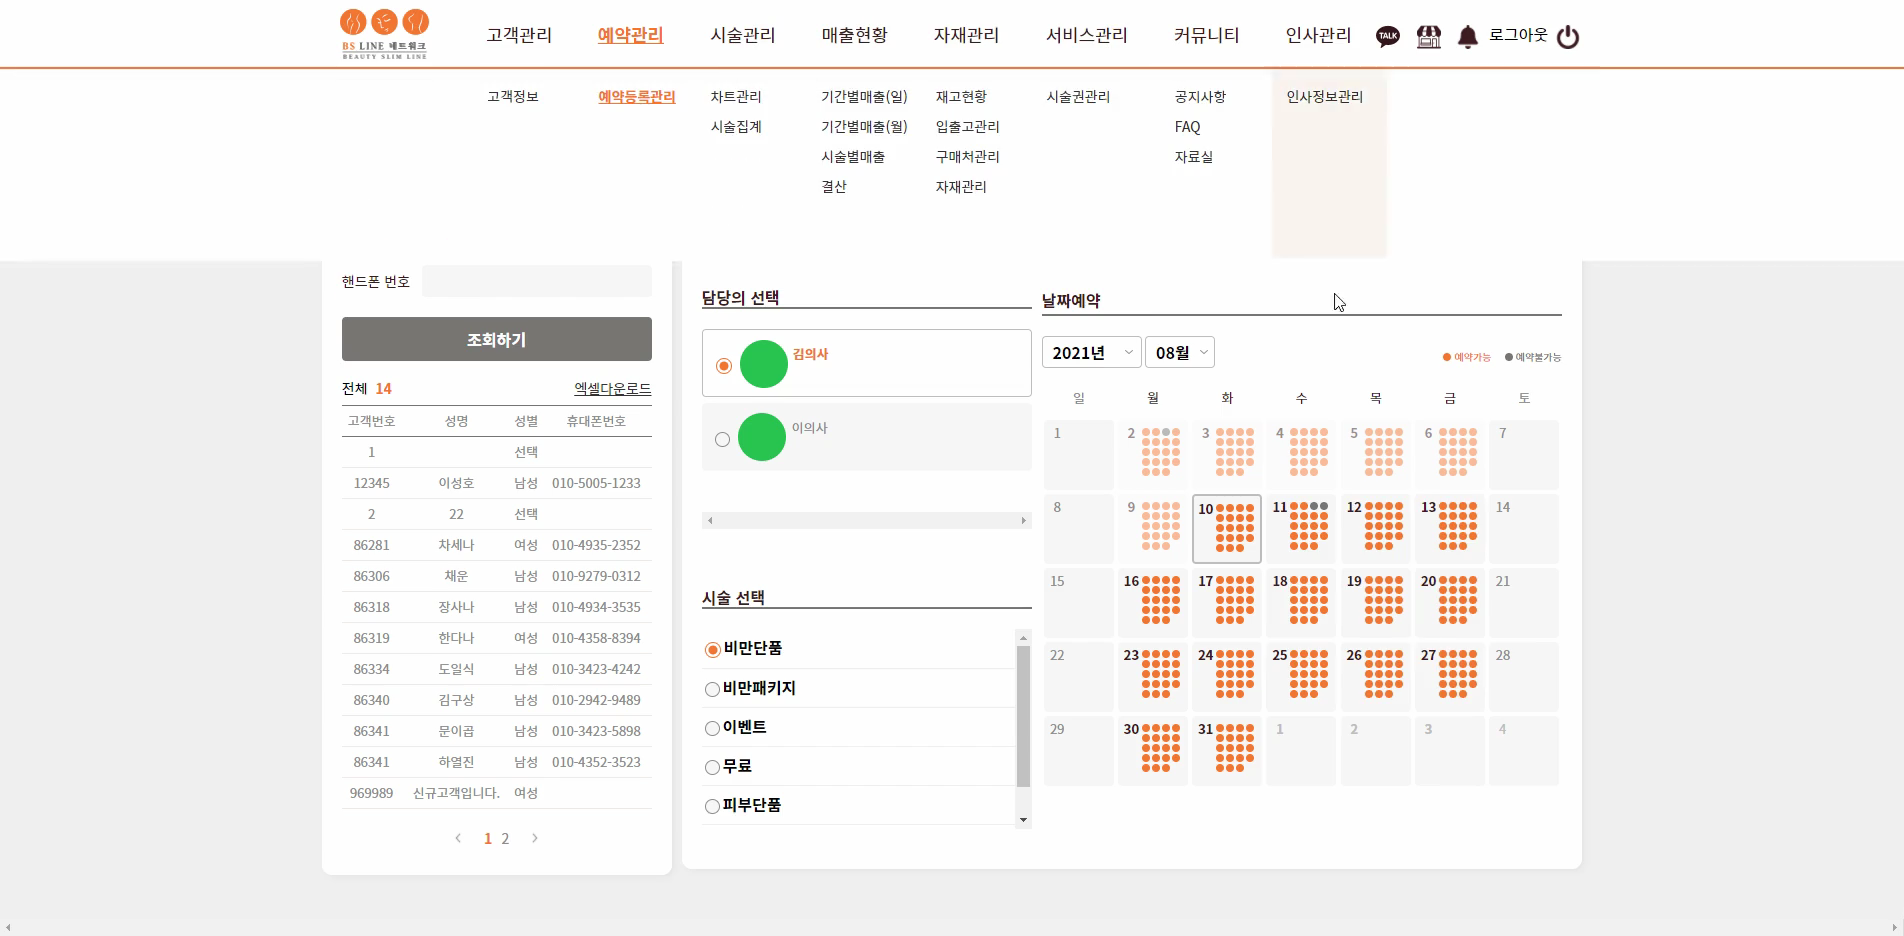 BS LINE 네트워크
BEAUTY SLIM LINE
고객관리 예약관리 시술관리 매출현황 자재관리 서비스관리 커뮤니티 인사관리 TALK 로그아웃
고객정보 예약등록관리 차트관리 기간별매출(일) 재고현황 시술권관리 공지사항 인사정보관리
시술집계 기간별매출(월) 입출고관리 FAQ
시술별매출 구매처관리 자료실
결산 자재관리
핸드폰 번호
조회하기
전체 14 엑셀다운로드
고객번호 성명 성별 휴대폰번호
1 선택
12345 이성호 남성 010-5005-1233
2 22 선택
86281 차세나 여성 010-4935-2352
86306 채운 남성 010-9279-0312
86318 장사나 남성 010-4934-3535
86319 한다나 여성 010-4358-8394
86334 도일식 남성 010-3423-4242
86340 김구상 남성 010-2942-9489
86341 문이곱 남성 010-3423-5898
86341 하열진 남성 010-4352-3523
969989 신규고객입니다. 여성
1 2
담당의 선택
김의사
이의사
시술 선택
비만단품
비만패키지
이벤트
무료
피부단품
날짜예약
2021년 08월
예약가능 예약불가능
일 월 화 수 목 금 토
1 2 3 4 5 6 7
8 9 10 11 12 13 14
15 16 17 18 19 20 21
22 23 24 25 26 27 28
29 30 31 1 2 3 4